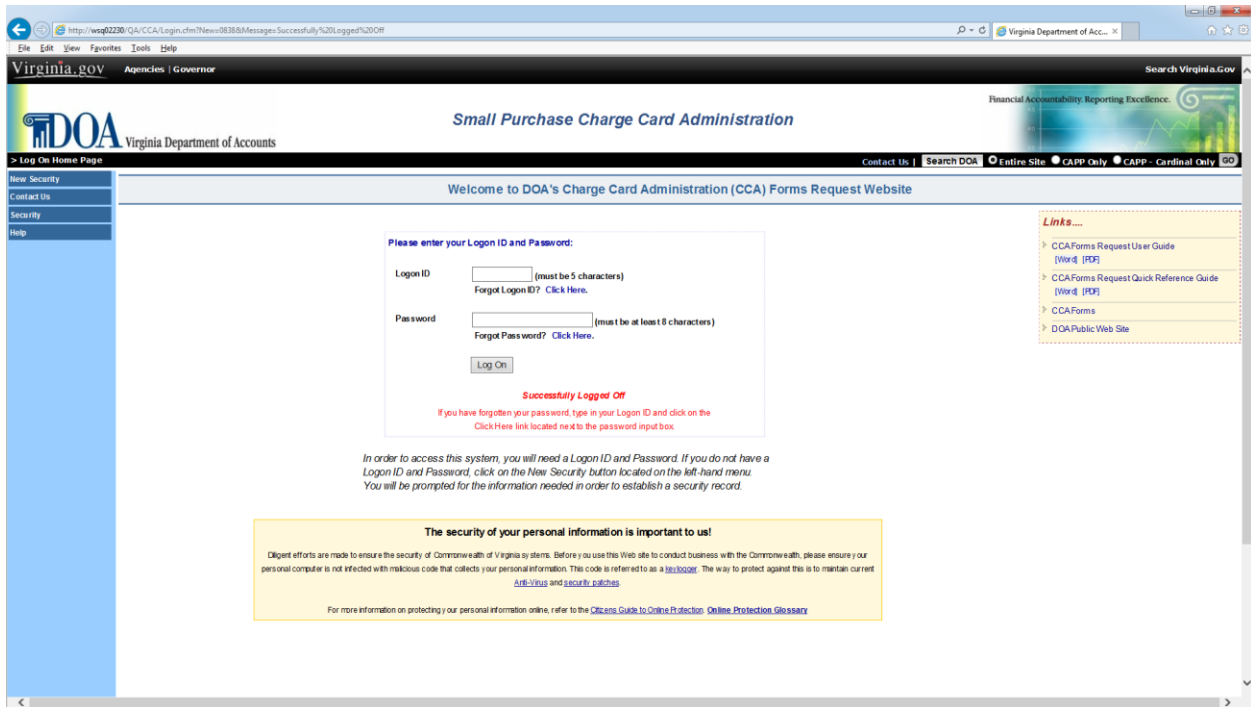 http://wsq02230/QA/CCA/Login.cfm?New=0838&Message=Successfully%20Logged%20Off
Virginia Department of Acc...
File Edit View Favorites Tools Help
Virginia.gov Agencies | Governor Search Virginia.Gov
Financial Accountability. Reporting Excellence.
DOA Virginia Department of Accounts
Small Purchase Charge Card Administration
> Log On Home Page Contact Us | Search DOA Entire Site CAPP Only CAPP - Cardinal Only GO
New Security
Contact Us
Security
Help
Welcome to DOA's Charge Card Administration (CCA) Forms Request Website
Please enter your Logon ID and Password:
Logon ID (must be 5 characters)
Forgot Logon ID? Click Here.
Password (must be at least 8 characters)
Forgot Password? Click Here.
Log On
Successfully Logged Off
If you have forgotten your password, type in your Logon ID and click on the
Click Here link located next to the password input box.
Links....
CCA Forms Request User Guide
[Word] [PDF]
CCA Forms Request Quick Reference Guide
[Word] [PDF]
CCA Forms
DOA Public Web Site
In order to access this system, you will need a Logon ID and Password. If you do not have a
Logon ID and Password, click on the New Security button located on the left-hand menu.
You will be prompted for the information needed in order to establish a security record.
The security of your personal information is important to us!
Diligent efforts are made to ensure the security of Commonwealth of Virginia systems. Before you use this Web site to conduct business with the Commonwealth, please ensure your
personal computer is not infected with malicious code that collects your personal information. This code is referred to as a keylogger. The way to protect against this is to maintain current
Anti-Virus and security patches.
For more information on protecting your personal information online, refer to the Citizens Guide to Online Protection. Online Protection Glossary